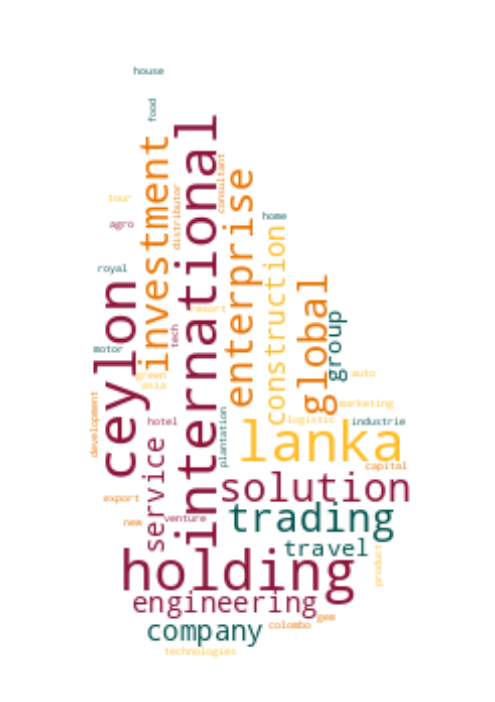 house
food
international
investment
consultant
enterprise
distributor
tour
agro
home
construction
royal
ceylon
global
resort
group
tech
motor
green
asia
auto
development
marketing
plantation
hotel
logistic
industrie
lanka
service
capital
solution
export
trading
new
venture
travel
product
holding
engineering
gem
company
colombo
technologies